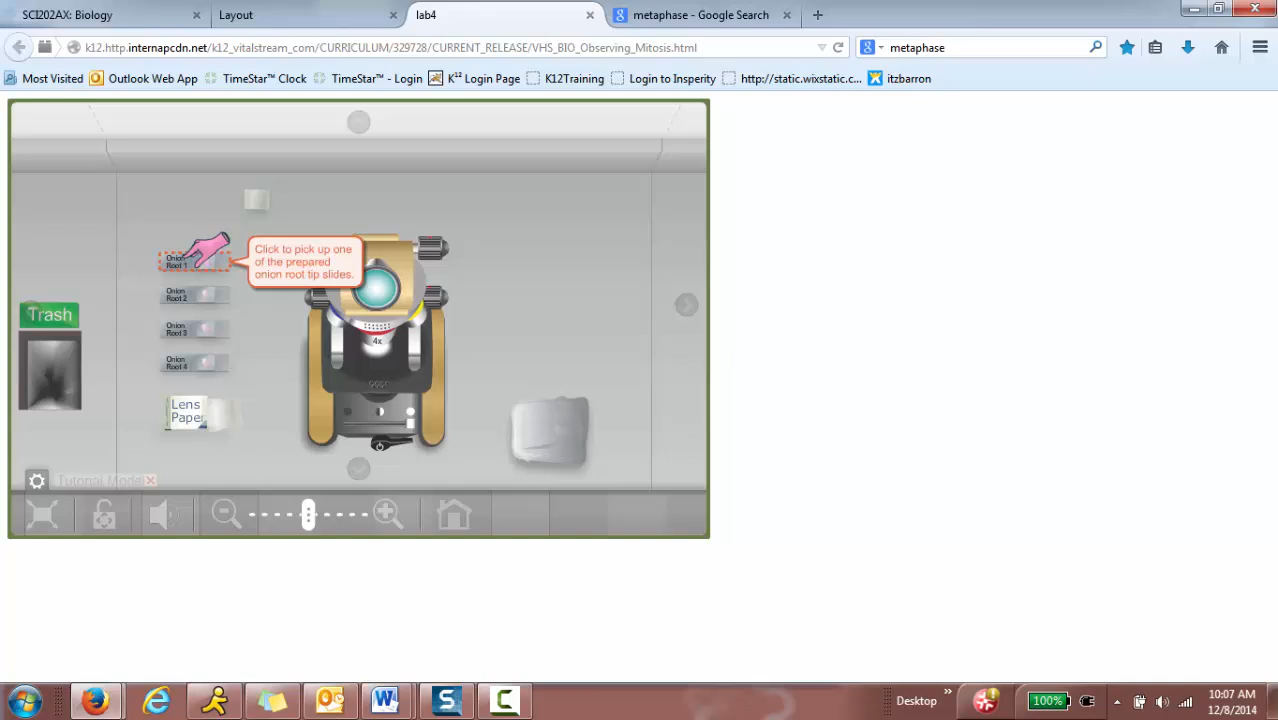 SCI202AX: Biology
Layout
lab4
metaphase - Google Search
k12.http.internapcdn.net/k12_vitalstream_com/CURRICULUM/329728/CURRENT_RELEASE/VHS_BIO_Observing_Mitosis.html
metaphase
Most Visited
Outlook Web App
TimeStar™ Clock
TimeStar™ - Login
K¹² Login Page
K12Training
Login to Insperity
http://static.wixstatic.c...
itzbarron
Onion
Root 1
Click to pick up one
of the prepared
onion root tip slides.
Onion
Root 2
Trash
Onion
Root 3
4x
Onion
Root 4
Lens
Paper
Tutorial Mode
Desktop
100%
10:07 AM
12/8/2014